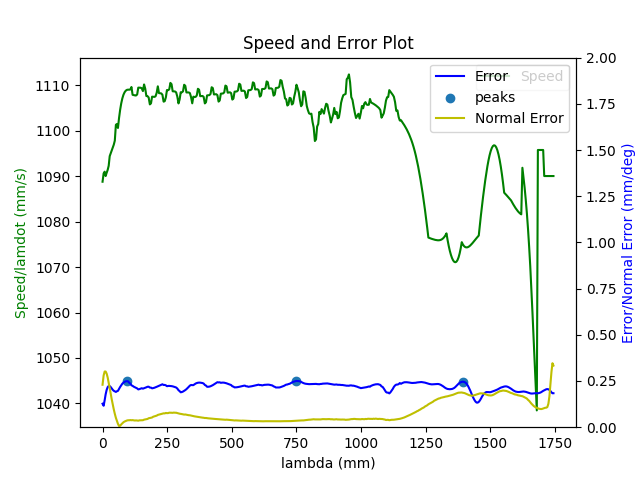 Speed and Error Plot
Speed/lamdot (mm/s)
1110
1100
1090
1080
1070
1060
1050
1040
Error
peaks
Normal Error
Speed
2.00
1.75
1.50
1.25
1.00
0.75
0.50
0.25
0.00
Error/Normal Error (mm/deg)
0 250 500 750 1000 1250 1500 1750
lambda (mm)